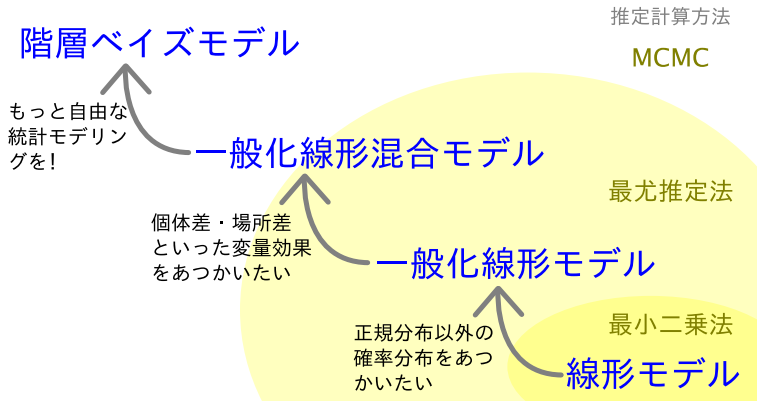 推定計算方法
階層ベイズモデル
MCMC
もっと自由な
統計モデリン
グを!
一般化線形混合モデル
最尤推定法
個体差・場所差
といった変量効果
をあつかいたい
一般化線形モデル
最小二乗法
正規分布以外の
確率分布をあつ
かいたい
線形モデル